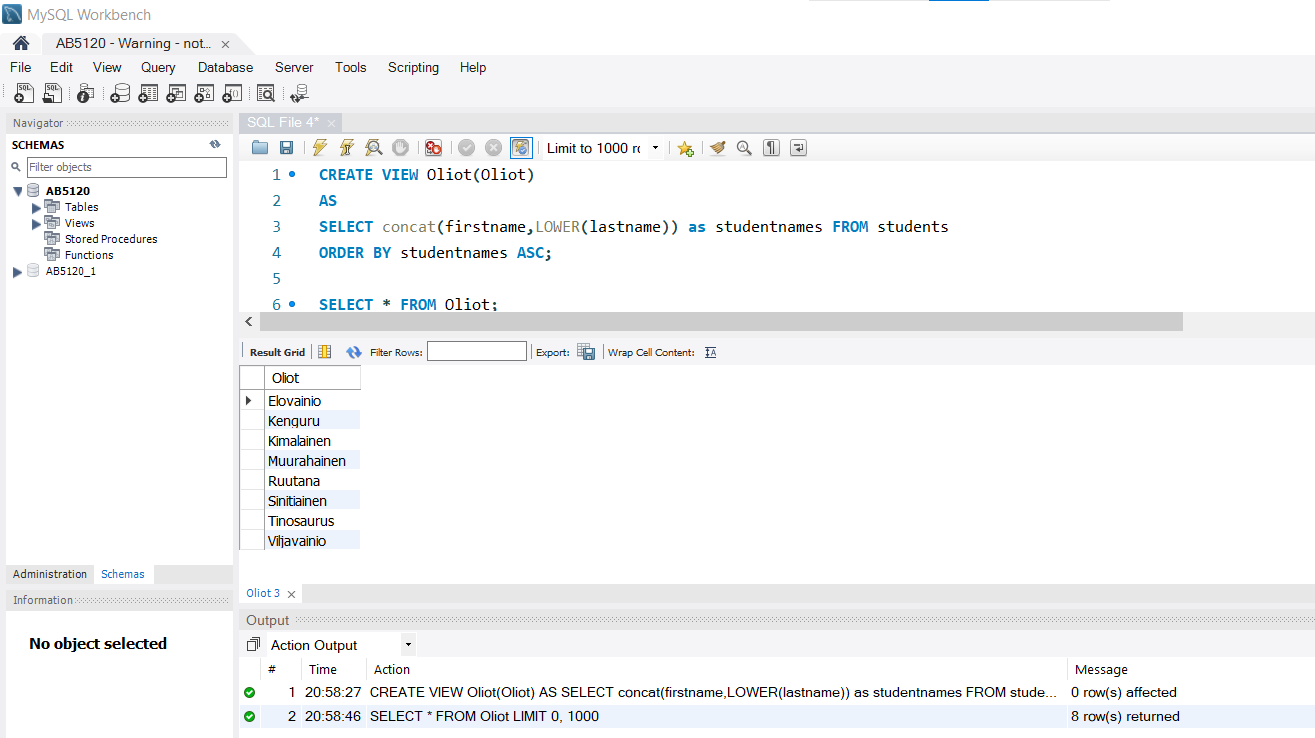 MySQL Workbench
AB5120 - Warning - not... ×
File Edit View Query Database Server Tools Scripting Help
Navigator
SCHEMAS
Filter objects
AB5120
Tables
Views
Stored Procedures
Functions
AB5120_1
Administration Schemas
Information
No object selected
SQL File 4* ×
Limit to 1000 rc
1 CREATE VIEW Oliot(Oliot)
2 AS
3 SELECT concat(firstname,LOWER(lastname)) as studentnames FROM students
4 ORDER BY studentnames ASC;
5
6 SELECT * FROM Oliot;
Result Grid Filter Rows: Export: Wrap Cell Content:
Oliot
Elovainio
Kenguru
Kimalainen
Muurahainen
Ruutana
Sinitiainen
Tinosaurus
Viljavainio
Oliot 3 ×
Output
Action Output
# Time Action Message
1 20:58:27 CREATE VIEW Oliot(Oliot) AS SELECT concat(firstname,LOWER(lastname)) as studentnames FROM stude... 0 row(s) affected
2 20:58:46 SELECT * FROM Oliot LIMIT 0, 1000 8 row(s) returned